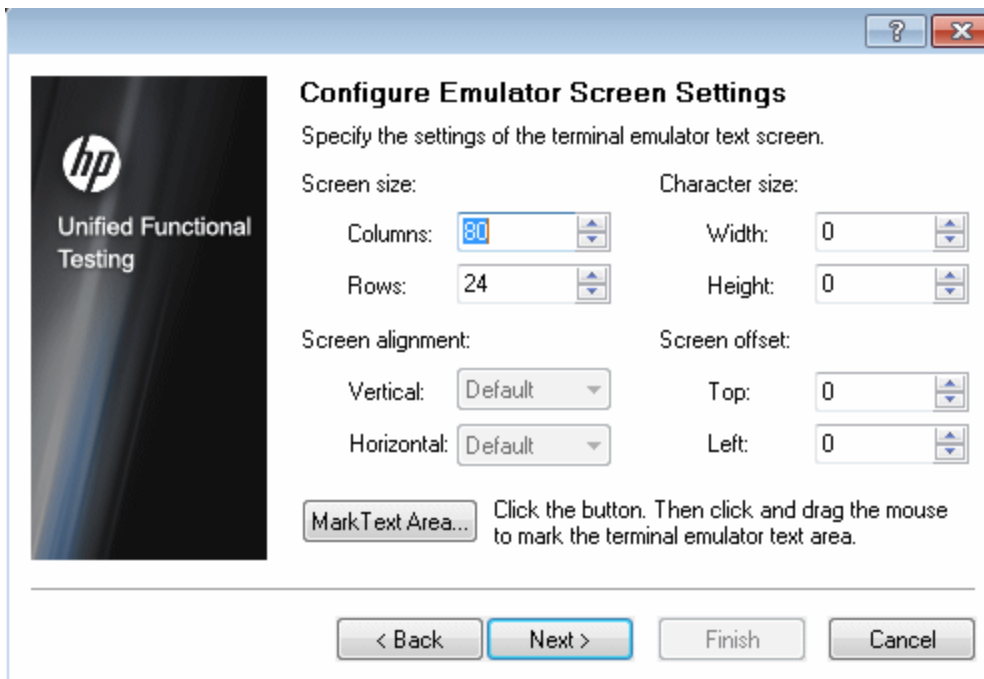 ?
hp
Unified Functional
Testing
Configure Emulator Screen Settings
Specify the settings of the terminal emulator text screen.
Screen size:
Columns: 80
Rows: 24
Character size:
Width: 0
Height: 0
Screen alignment:
Vertical: Default
Horizontal: Default
Screen offset:
Top: 0
Left: 0
MarkText Area...
Click the button. Then click and drag the mouse
to mark the terminal emulator text area.
< Back
Next >
Finish
Cancel